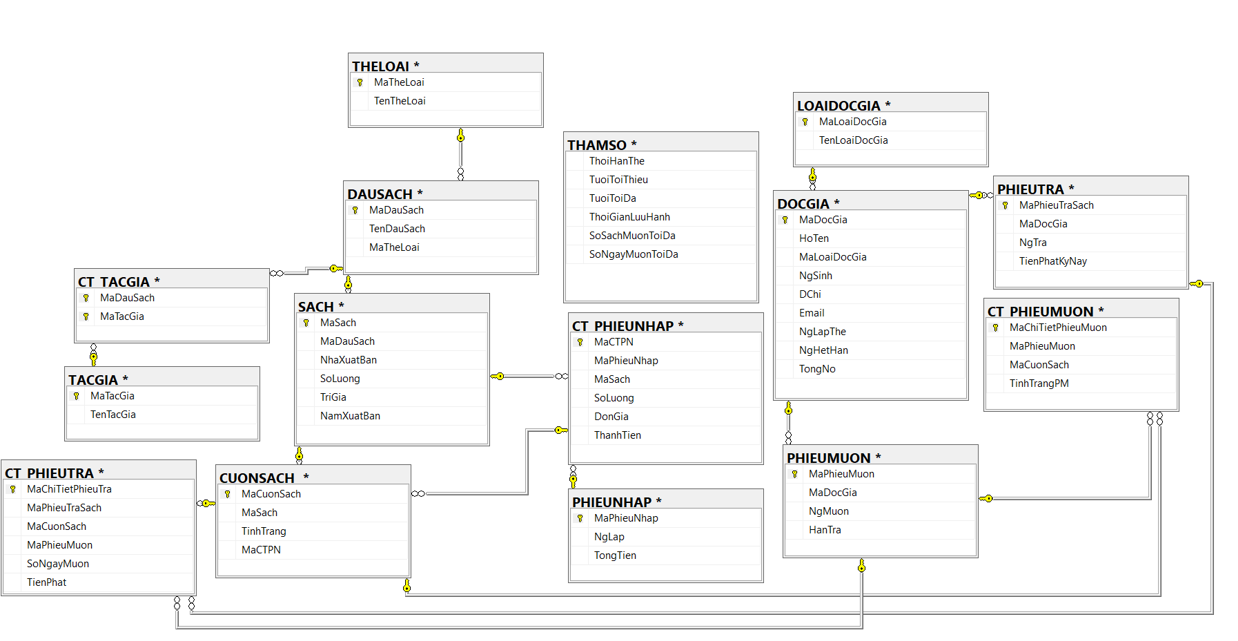 THELOAI *
MaTheLoai
TenTheLoai
LOAIDOCGIA *
MaLoaiDocGia
TenLoaiDocGia
THAMSO *
ThoiHanThe
TuoiToiThieu
TuoiToiDa
ThoiGianLuuHanh
SoSachMuonToiDa
SoNgayMuonToiDa
DAUSACH *
MaDauSach
TenDauSach
MaTheLoai
DOCGIA *
MaDocGia
HoTen
MaLoaiDocGia
NgSinh
DChi
Email
NgLapThe
NgHetHan
TongNo
PHIEUTRA *
MaPhieuTraSach
MaDocGia
NgTra
TienPhatKyNay
CT_TACGIA *
MaDauSach
MaTacGia
SACH *
MaSach
MaDauSach
NhaXuatBan
SoLuong
TriGia
NamXuatBan
CT_PHIEUNHAP *
MaCTPN
MaPhieuNhap
MaSach
SoLuong
DonGia
ThanhTien
CT_PHIEUMUON *
MaChiTietPhieuMuon
MaPhieuMuon
MaCuonSach
TinhTrangPM
TACGIA *
MaTacGia
TenTacGia
CT_PHIEUTRA *
MaChiTietPhieuTra
MaPhieuTraSach
MaCuonSach
MaPhieuMuon
SoNgayMuon
TienPhat
CUONSACH *
MaCuonSach
MaSach
TinhTrang
MaCTPN
PHIEUNHAP *
MaPhieuNhap
NgLap
TongTien
PHIEUMUON *
MaPhieuMuon
MaDocGia
NgMuon
HanTra